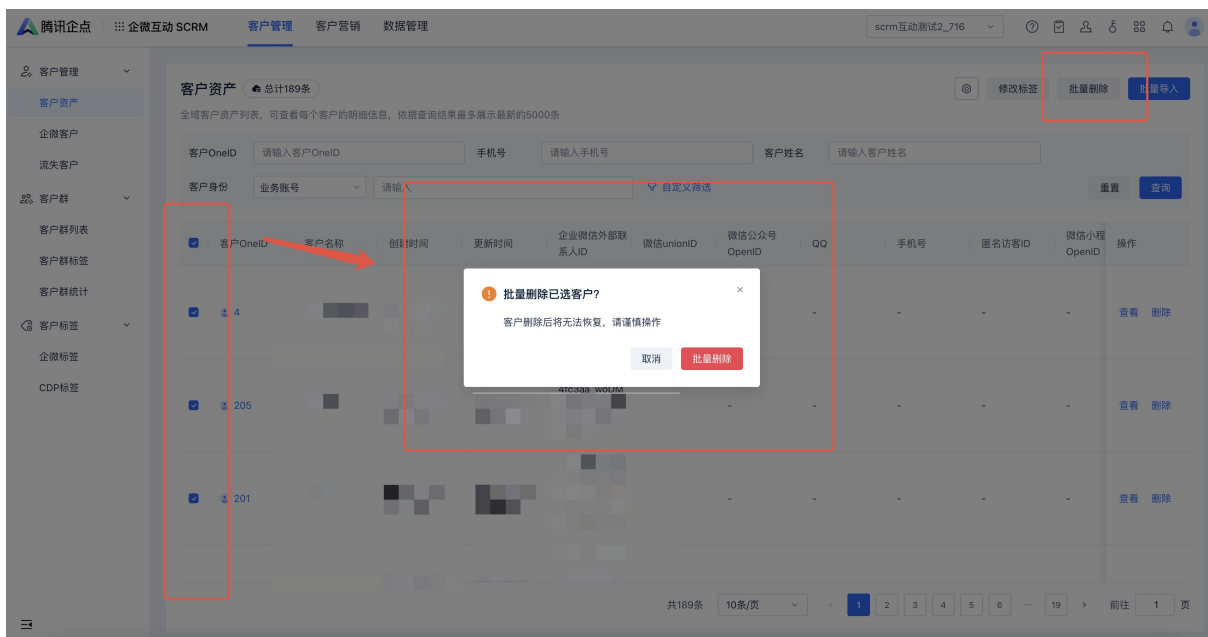 腾讯企点 企微互动 SCRM 客户管理 客户营销 数据管理 scrm互动测试2_716
客户管理
客户资产
企微客户
流失客户
客户群
客户群列表
客户群标签
客户群统计
客户标签
企微标签
CDP标签
客户资产 总计189条 修改标签 批量删除 批量导入
全域客户资产列表，可查看每个客户的明细信息，依据查询结果最多展示最新的5000条
客户OneID 请输入客户OneID 手机号 请输入手机号 客户姓名 请输入客户姓名
客户身份 业务账号 请输入 自定义筛选 重置 查询
客户OneID 客户名称 创建时间 更新时间 企业微信外部联系人ID 微信unionID 微信公众号OpenID QQ 手机号 匿名访客ID 微信小程OpenID 操作
4 - - - - 查看 删除
批量删除已选客户?
客户删除后将无法恢复，请谨慎操作
取消 批量删除
205 - - - - - 查看 删除
201 - - - - - 查看 删除
共189条 10条/页 1 2 3 4 5 6 ... 19 前往 1 页